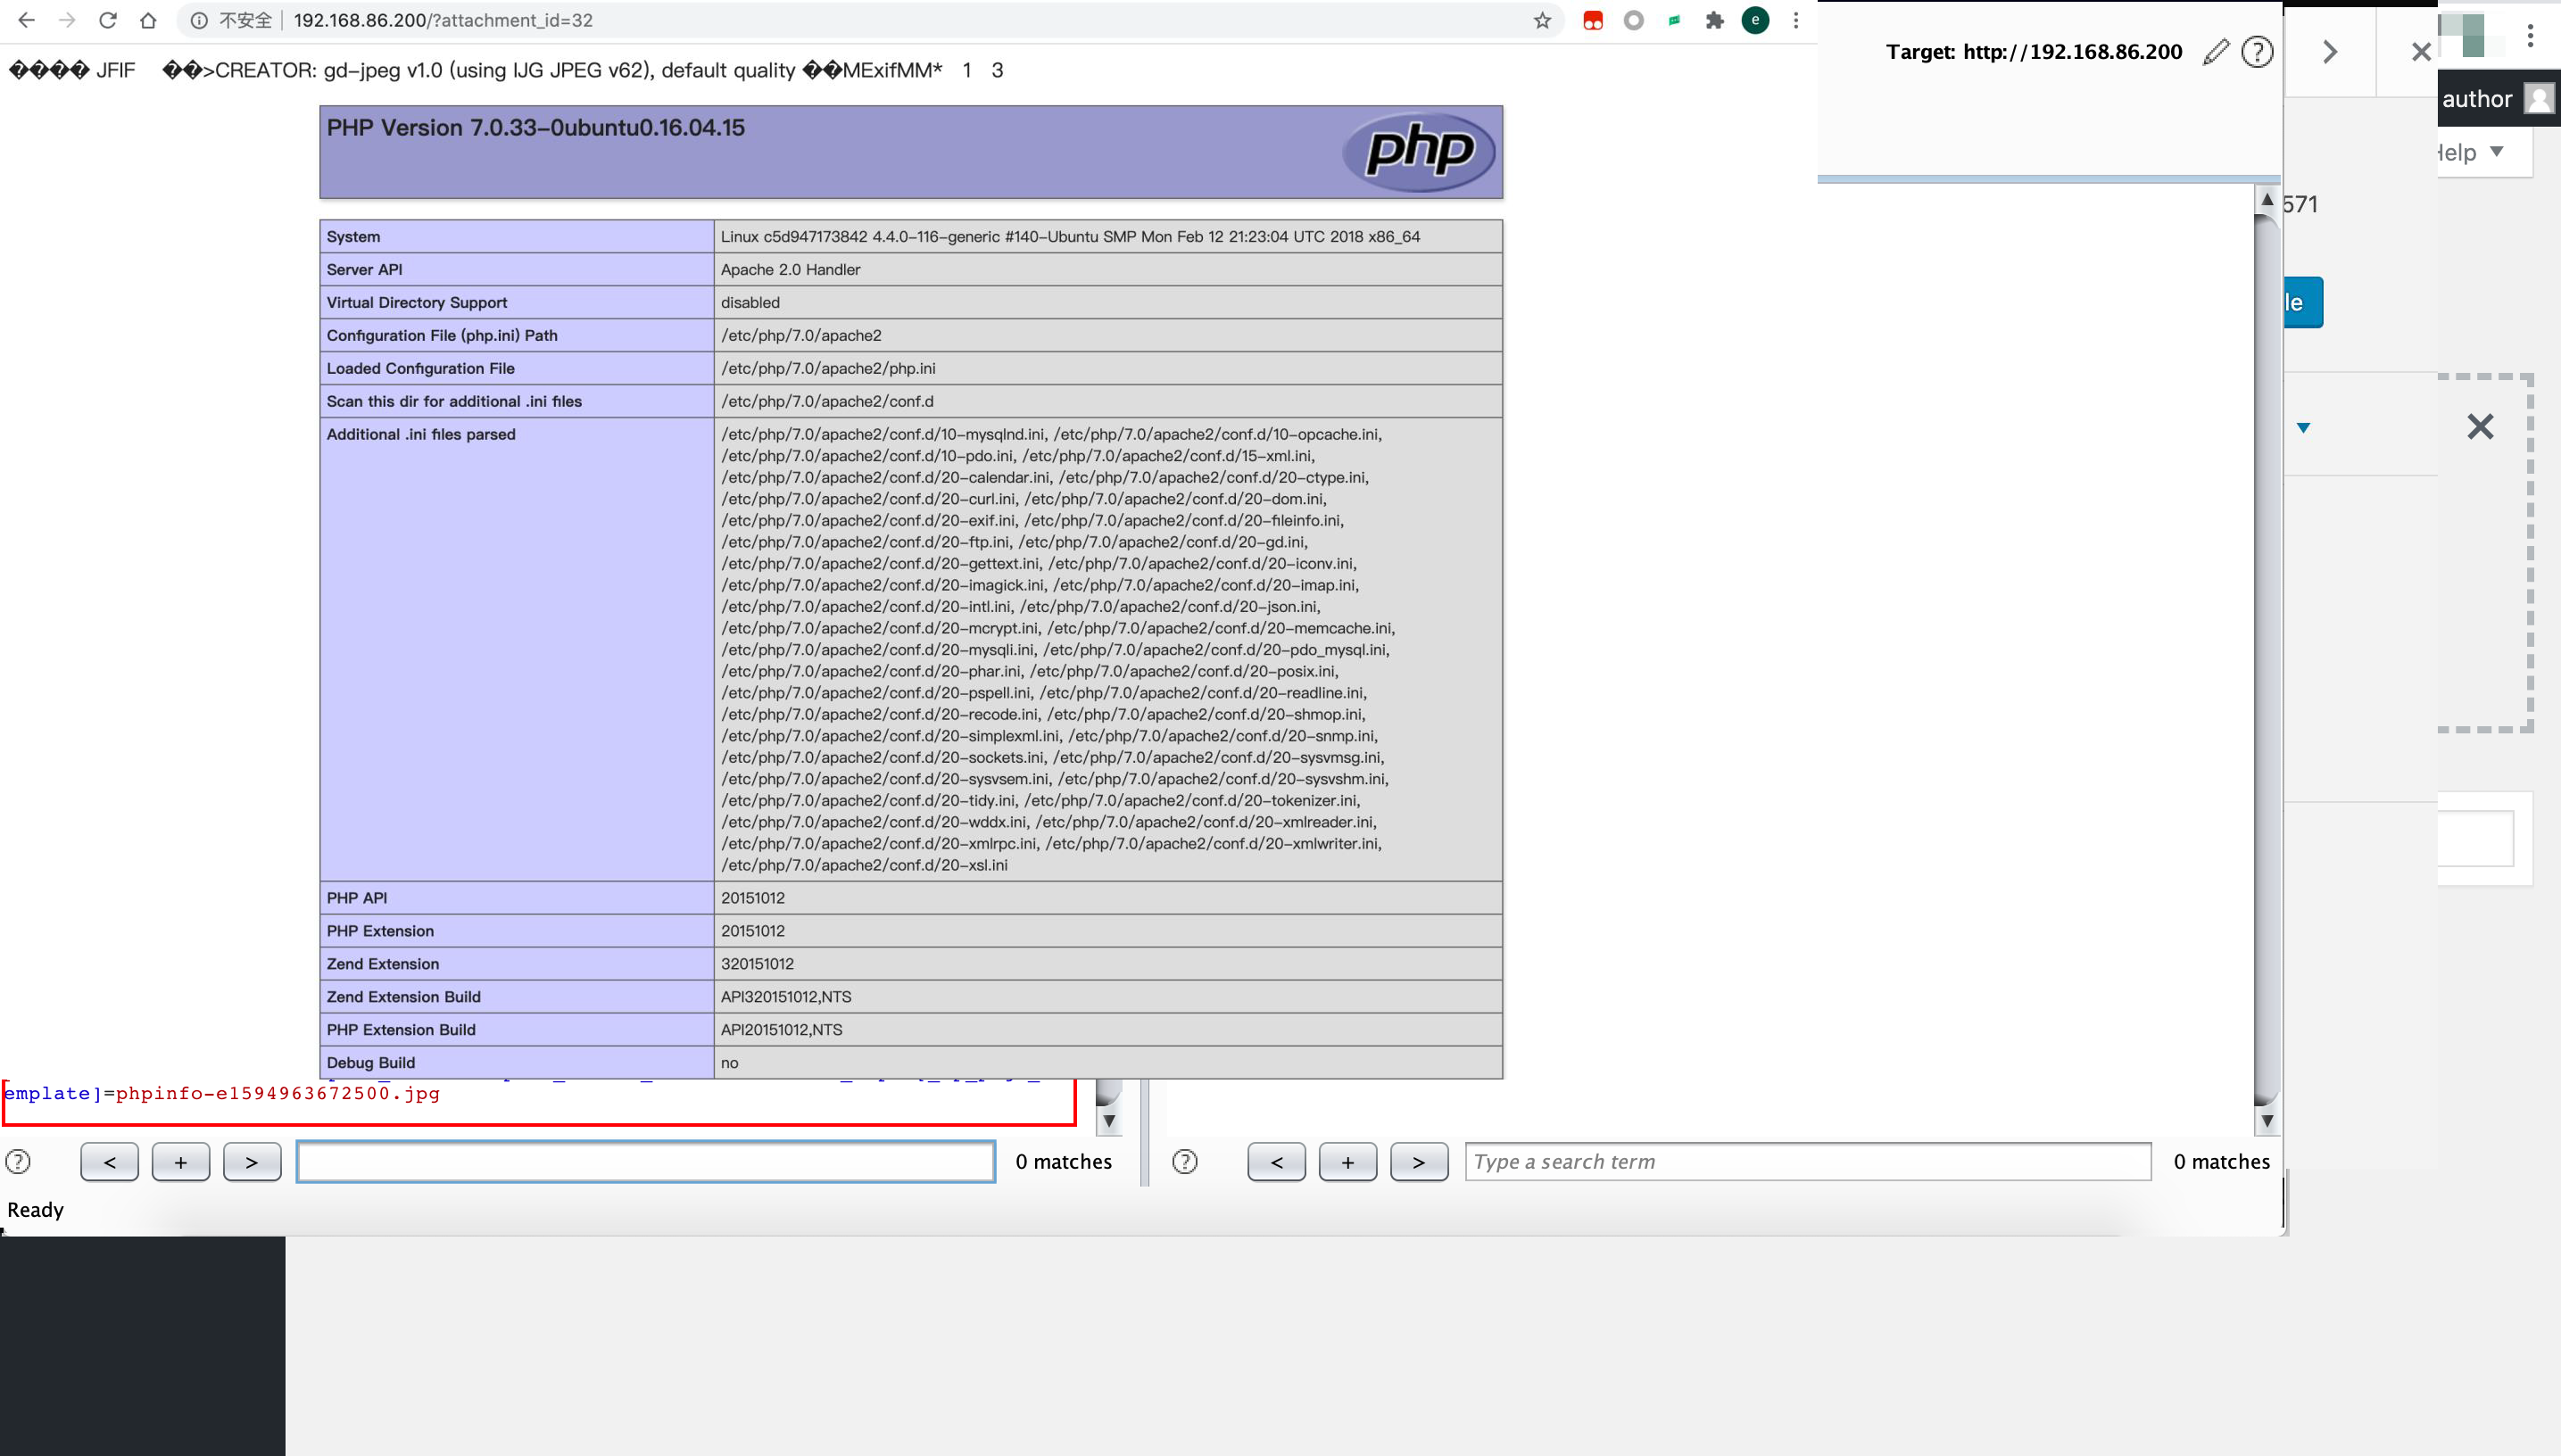 不安全 192.168.86.200/?attachment_id=32
e
���� JFIF ��>CREATOR: gd-jpeg v1.0 (using IJG JPEG v62), default quality ��MExifMM* 1 3
Target: http://192.168.86.200
author
Help
571
le
PHP Version 7.0.33-0ubuntu0.16.04.15
php
System Linux c5d947173842 4.4.0-116-generic #140-Ubuntu SMP Mon Feb 12 21:23:04 UTC 2018 x86_64
Server API Apache 2.0 Handler
Virtual Directory Support disabled
Configuration File (php.ini) Path /etc/php/7.0/apache2
Loaded Configuration File /etc/php/7.0/apache2/php.ini
Scan this dir for additional .ini files /etc/php/7.0/apache2/conf.d
Additional .ini files parsed /etc/php/7.0/apache2/conf.d/10-mysqlnd.ini, /etc/php/7.0/apache2/conf.d/10-opcache.ini,
/etc/php/7.0/apache2/conf.d/10-pdo.ini, /etc/php/7.0/apache2/conf.d/15-xml.ini,
/etc/php/7.0/apache2/conf.d/20-calendar.ini, /etc/php/7.0/apache2/conf.d/20-ctype.ini,
/etc/php/7.0/apache2/conf.d/20-curl.ini, /etc/php/7.0/apache2/conf.d/20-dom.ini,
/etc/php/7.0/apache2/conf.d/20-exif.ini, /etc/php/7.0/apache2/conf.d/20-fileinfo.ini,
/etc/php/7.0/apache2/conf.d/20-ftp.ini, /etc/php/7.0/apache2/conf.d/20-gd.ini,
/etc/php/7.0/apache2/conf.d/20-gettext.ini, /etc/php/7.0/apache2/conf.d/20-iconv.ini,
/etc/php/7.0/apache2/conf.d/20-imagick.ini, /etc/php/7.0/apache2/conf.d/20-imap.ini,
/etc/php/7.0/apache2/conf.d/20-intl.ini, /etc/php/7.0/apache2/conf.d/20-json.ini,
/etc/php/7.0/apache2/conf.d/20-mcrypt.ini, /etc/php/7.0/apache2/conf.d/20-memcache.ini,
/etc/php/7.0/apache2/conf.d/20-mysqli.ini, /etc/php/7.0/apache2/conf.d/20-pdo_mysql.ini,
/etc/php/7.0/apache2/conf.d/20-phar.ini, /etc/php/7.0/apache2/conf.d/20-posix.ini,
/etc/php/7.0/apache2/conf.d/20-pspell.ini, /etc/php/7.0/apache2/conf.d/20-readline.ini,
/etc/php/7.0/apache2/conf.d/20-recode.ini, /etc/php/7.0/apache2/conf.d/20-shmop.ini,
/etc/php/7.0/apache2/conf.d/20-simplexml.ini, /etc/php/7.0/apache2/conf.d/20-snmp.ini,
/etc/php/7.0/apache2/conf.d/20-sockets.ini, /etc/php/7.0/apache2/conf.d/20-sysvmsg.ini,
/etc/php/7.0/apache2/conf.d/20-sysvsem.ini, /etc/php/7.0/apache2/conf.d/20-sysvshm.ini,
/etc/php/7.0/apache2/conf.d/20-tidy.ini, /etc/php/7.0/apache2/conf.d/20-tokenizer.ini,
/etc/php/7.0/apache2/conf.d/20-wddx.ini, /etc/php/7.0/apache2/conf.d/20-xmlreader.ini,
/etc/php/7.0/apache2/conf.d/20-xmlrpc.ini, /etc/php/7.0/apache2/conf.d/20-xmlwriter.ini,
/etc/php/7.0/apache2/conf.d/20-xsl.ini
PHP API 20151012
PHP Extension 20151012
Zend Extension 320151012
Zend Extension Build API320151012,NTS
PHP Extension Build API20151012,NTS
Debug Build no
emplate]=phpinfo-e1594963672500.jpg
? < + > 0 matches ? < + > Type a search term 0 matches
Ready